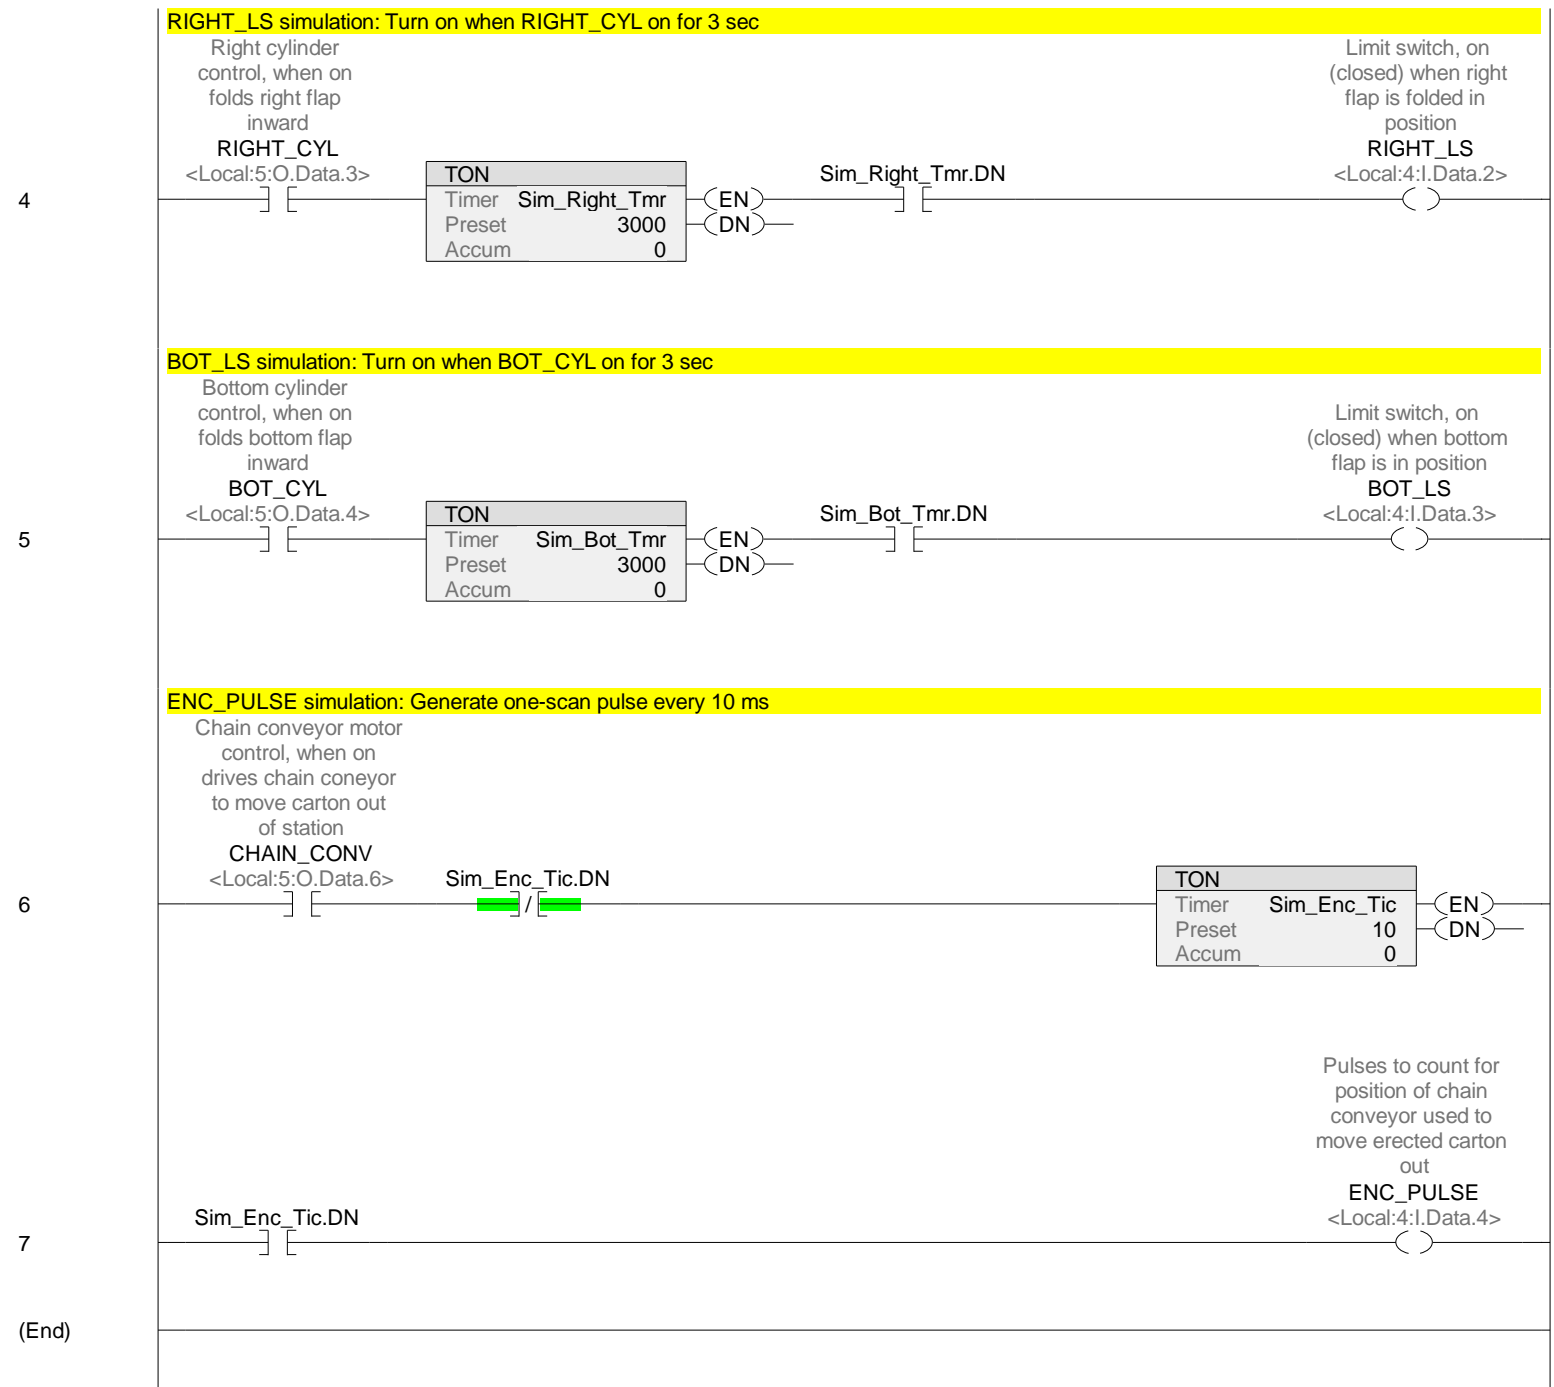 RIGHT_LS simulation: Turn on when RIGHT_CYL on for 3 sec
Right cylinder
control, when on
folds right flap
inward
RIGHT_CYL
<Local:5:O.Data.3>
Limit switch, on
(closed) when right
flap is folded in
position
RIGHT_LS
<Local:4:I.Data.2>
4
TON
Timer Sim_Right_Tmr
Preset 3000
Accum 0
EN
DN
Sim_Right_Tmr.DN
BOT_LS simulation: Turn on when BOT_CYL on for 3 sec
Bottom cylinder
control, when on
folds bottom flap
inward
BOT_CYL
<Local:5:O.Data.4>
Limit switch, on
(closed) when bottom
flap is in position
BOT_LS
<Local:4:I.Data.3>
5
TON
Timer Sim_Bot_Tmr
Preset 3000
Accum 0
EN
DN
Sim_Bot_Tmr.DN
ENC_PULSE simulation: Generate one-scan pulse every 10 ms
Chain conveyor motor
control, when on
drives chain coneyor
to move carton out
of station
CHAIN_CONV
<Local:5:O.Data.6>
Sim_Enc_Tic.DN
6
/
TON
Timer Sim_Enc_Tic
Preset 10
Accum 0
EN
DN
Pulses to count for
position of chain
conveyor used to
move erected carton
out
ENC_PULSE
<Local:4:I.Data.4>
Sim_Enc_Tic.DN
7
(End)